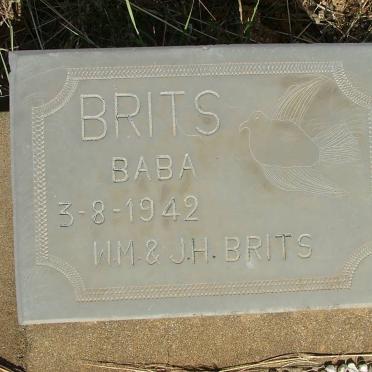 BRITS
BABA
3-8-1942
W.M. & J.H. BRITS